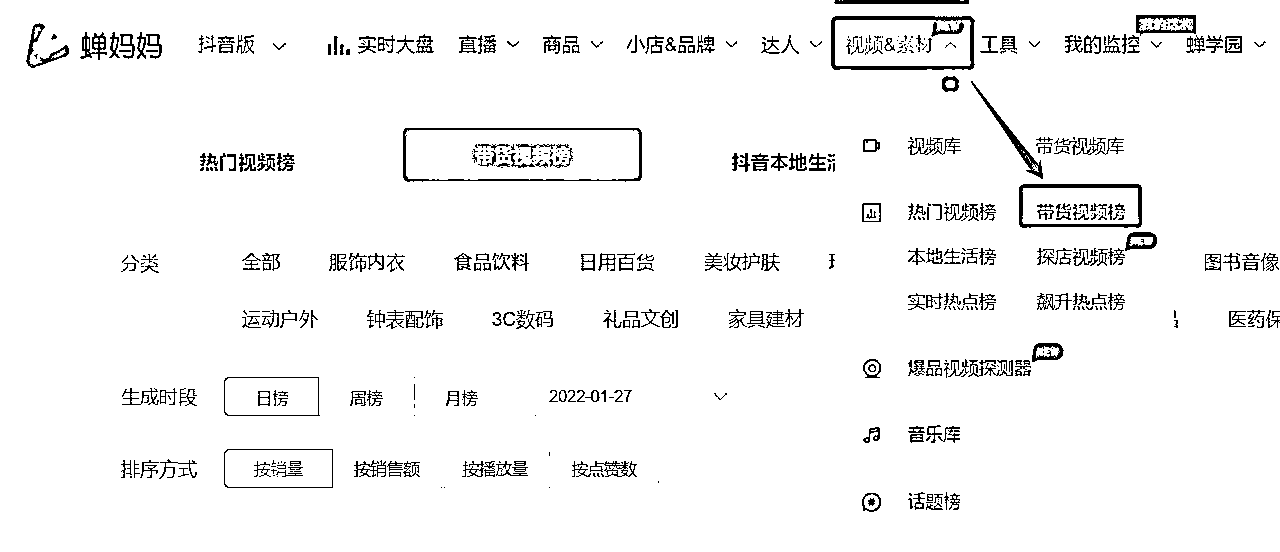 蝉妈妈 抖音版 实时大盘 直播 商品 小店&品牌 达人 视频&素材 工具 我的监控 蝉学园
视频库 带货视频库
热门视频榜 带货视频榜 抖音本地生活
热门视频榜 带货视频榜
本地生活榜 探店视频榜
分类 全部 服饰内衣 食品饮料 日用百货 美妆护肤 图书音像
实时热点榜 飙升热点榜
运动户外 钟表配饰 3C数码 礼品文创 家具建材 医药保
爆品视频探测器
生成时段 日榜 周榜 月榜 2022-01-27
音乐库
排序方式 按销量 按销售额 按播放量 按点赞数
话题榜